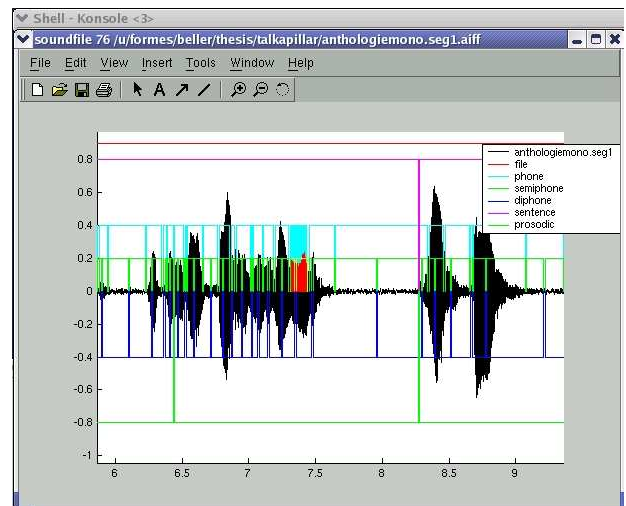 Shell - Konsole <3>
soundfile 76 /u/formes/beller/thesis/talkapillar/anthologiemono.seg1.aiff
File Edit View Insert Tools Window Help
A
anthologiemono.seg1
file
phone
semiphone
diphone
sentence
prosodic
0.8
0.6
0.4
0.2
0
-0.2
-0.4
-0.6
-0.8
-1
6 6.5 7 7.5 8 8.5 9